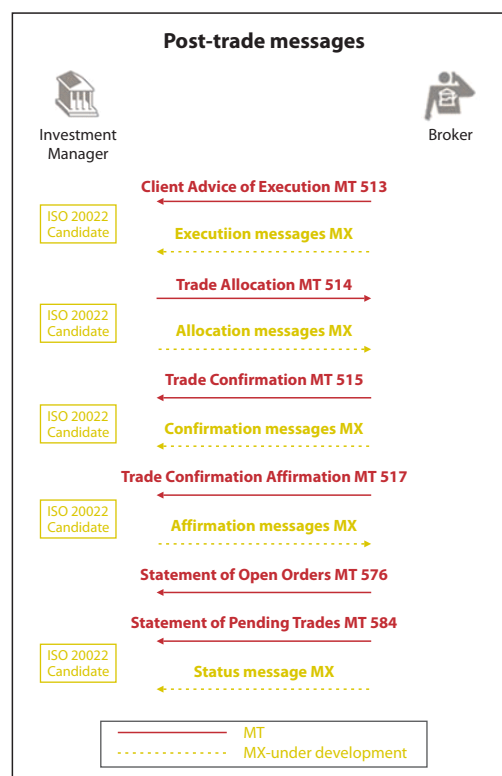 Post-trade messages
Investment
Manager
Broker
Client Advice of Execution MT 513
ISO 20022
Candidate
Executiion messages MX
Trade Allocation MT 514
ISO 20022
Candidate
Allocation messages MX
Trade Confirmation MT 515
ISO 20022
Candidate
Confirmation messages MX
Trade Confirmation Affirmation MT 517
ISO 20022
Candidate
Affirmation messages MX
Statement of Open Orders MT 576
Statement of Pending Trades MT 584
ISO 20022
Candidate
Status message MX
MT
MX-under development